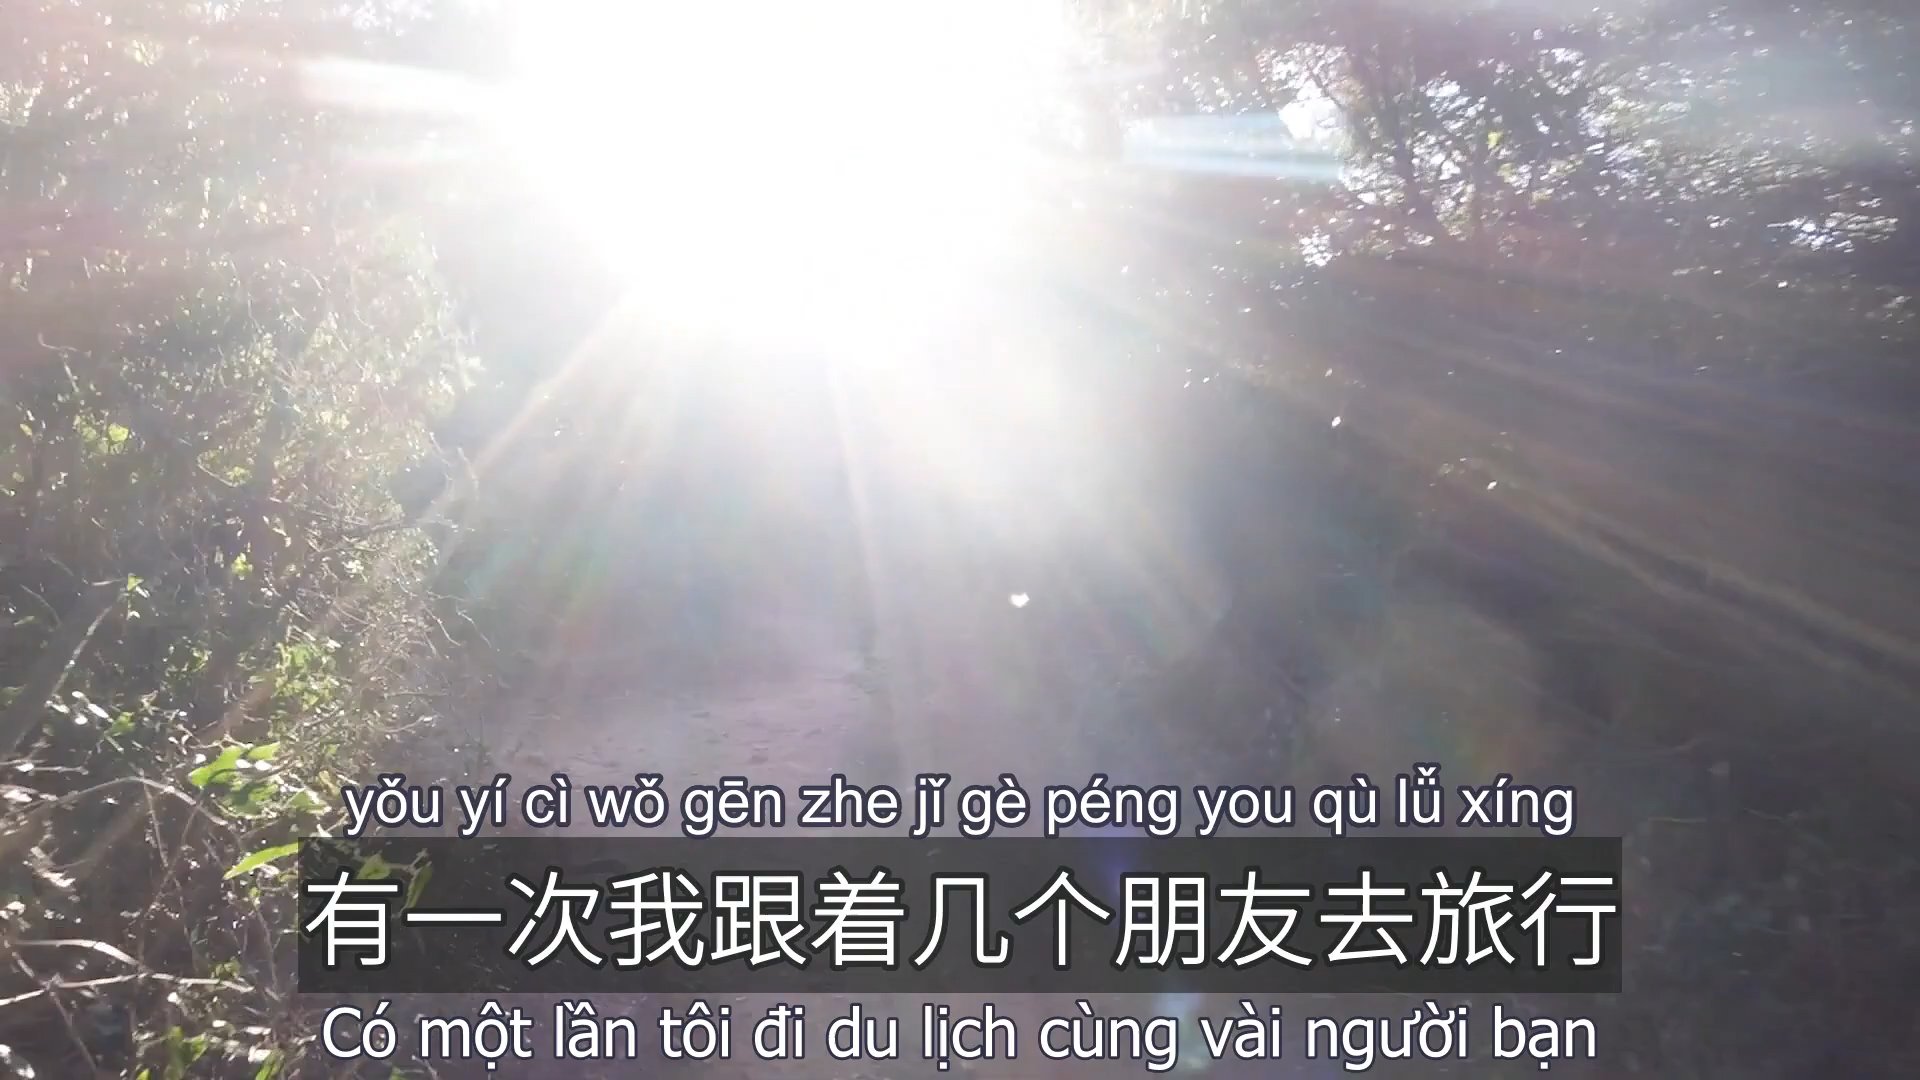 yǒu yí cì wǒ gēn zhe jǐ gè péng you qù lǚ xíng
有一次我跟着几个朋友去旅行
Có một lần tôi đi du lịch cùng vài người bạn